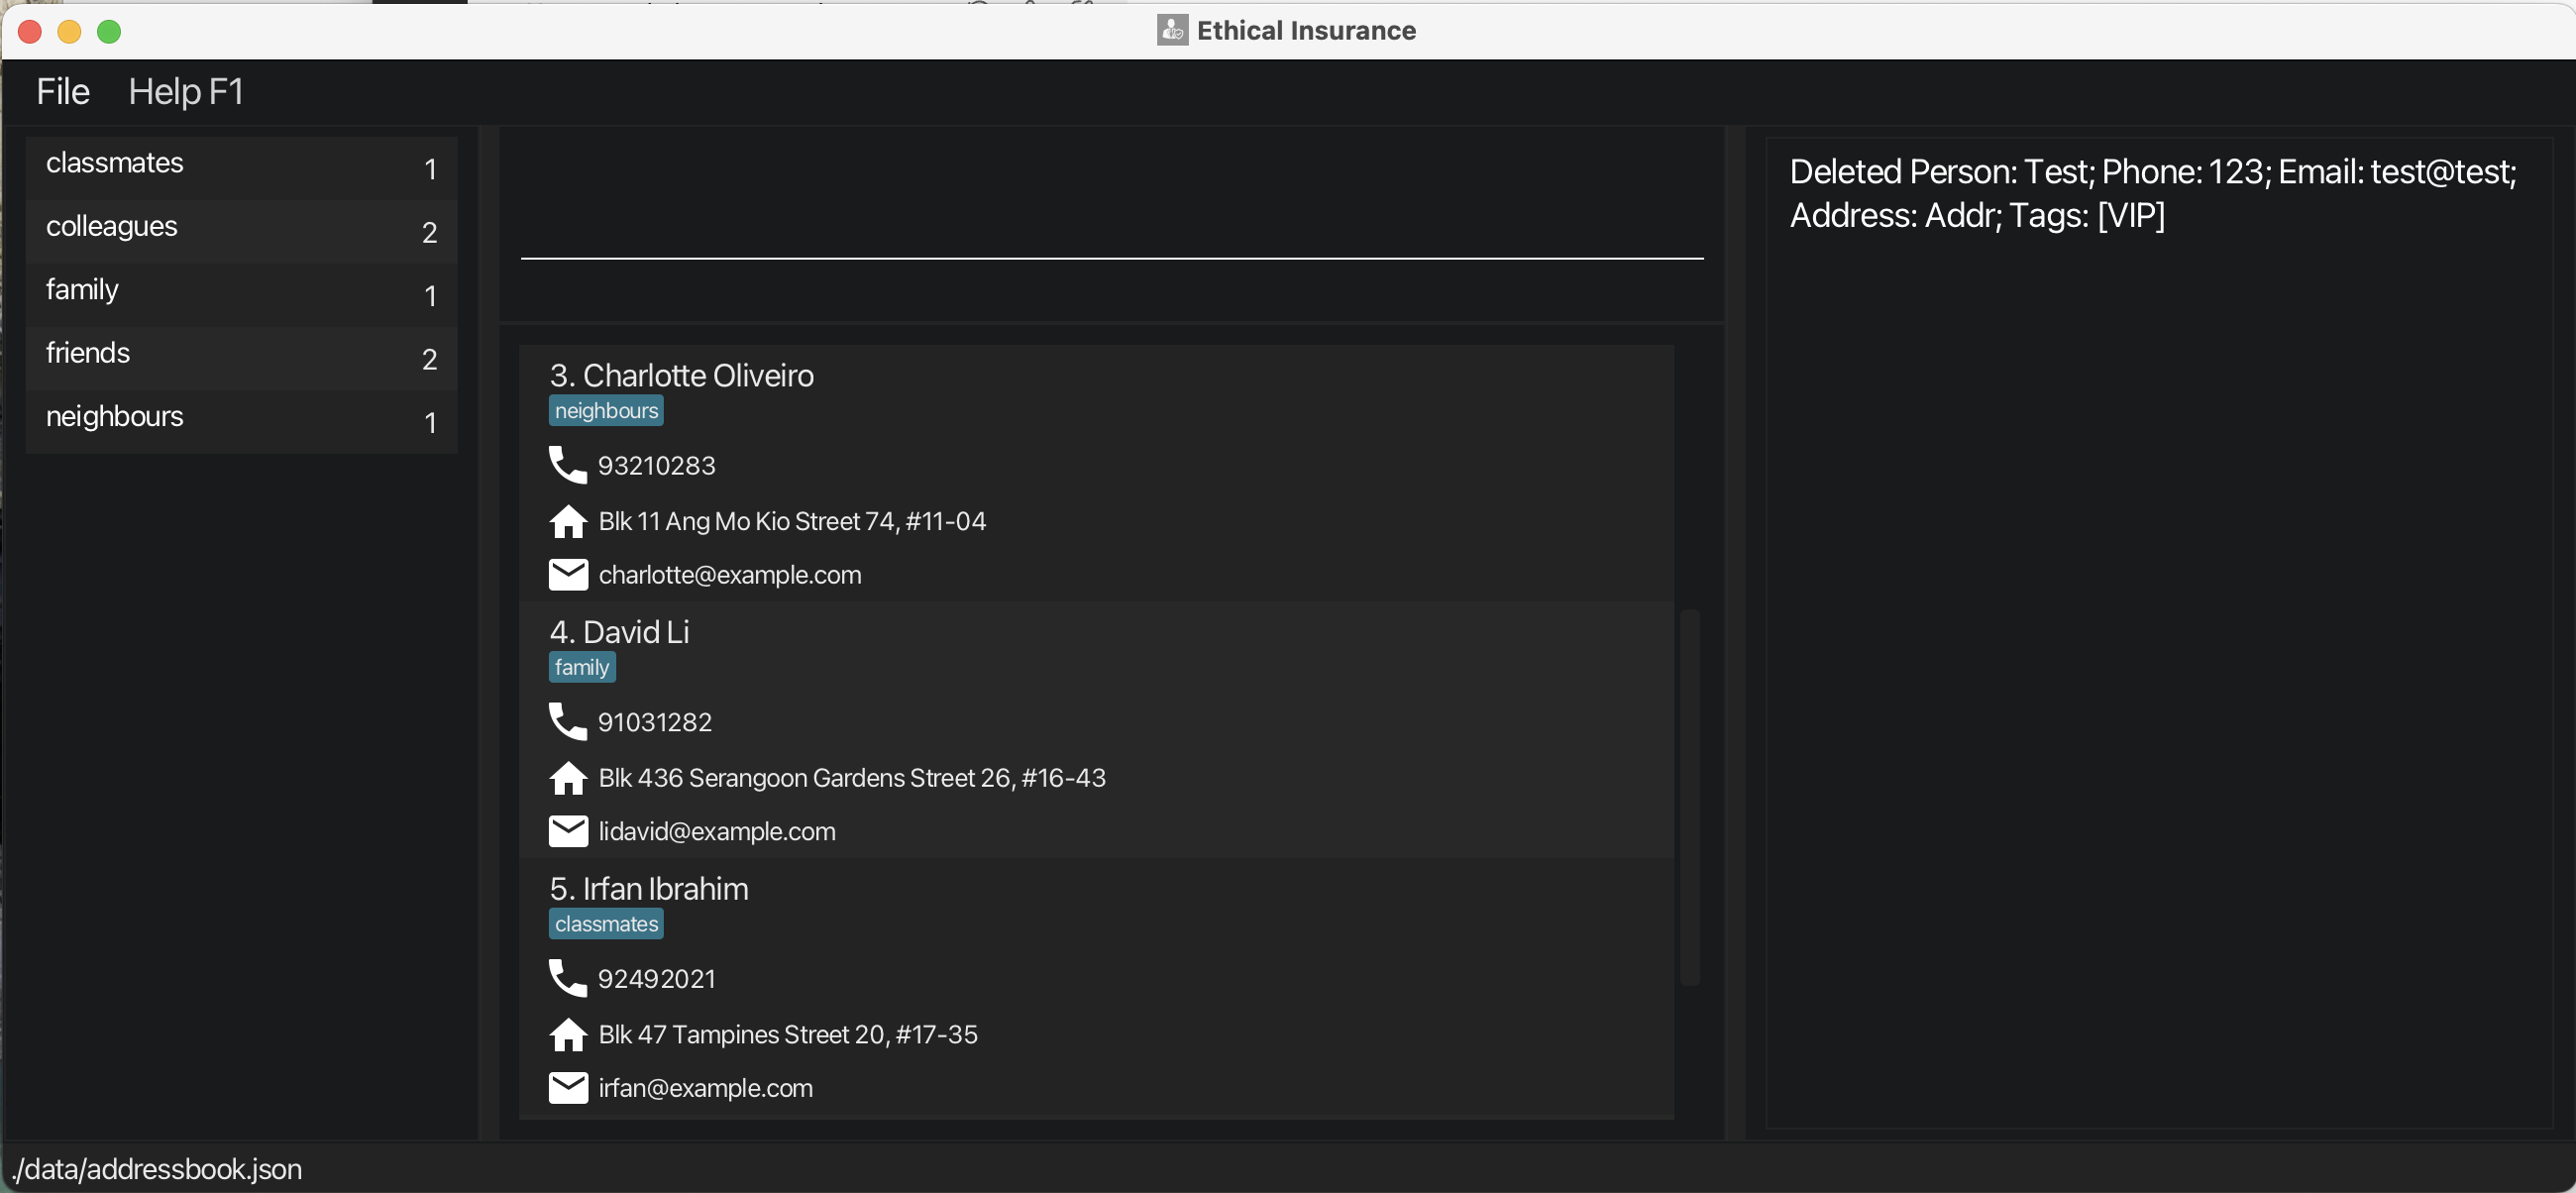 Ethical Insurance
File Help F1
classmates 1
colleagues 2
family 1
friends 2
neighbours 1
3. Charlotte Oliveiro
neighbours
93210283
Blk 11 Ang Mo Kio Street 74, #11-04
charlotte@example.com
4. David Li
family
91031282
Blk 436 Serangoon Gardens Street 26, #16-43
lidavid@example.com
5. Irfan Ibrahim
classmates
92492021
Blk 47 Tampines Street 20, #17-35
irfan@example.com
Deleted Person: Test; Phone: 123; Email: test@test;
Address: Addr; Tags: [VIP]
./data/addressbook.json